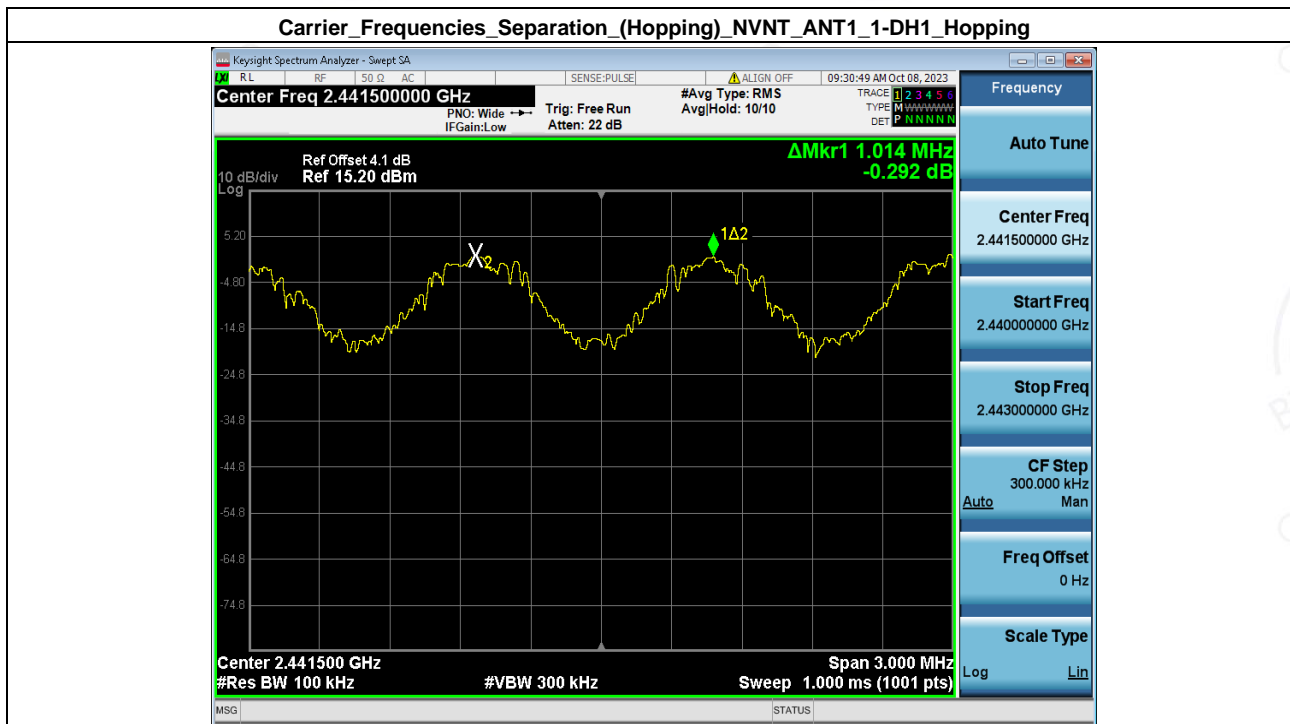 Carrier_Frequencies_Separation_(Hopping)_NVNT_ANT1_1-DH1_Hopping
Keysight Spectrum Analyzer - Swept SA
LXI RL RF 50 Ω AC SENSE:PULSE ALIGN OFF 09:30:49 AM Oct 08, 2023
Center Freq 2.441500000 GHz
PNO: Wide
IFGain:Low
Trig: Free Run
Atten: 22 dB
#Avg Type: RMS
Avg|Hold: 10/10
TRACE 1 2 3 4 5 6
TYPE M WWWWW
DET P N N N N N
ΔMkr1 1.014 MHz
-0.292 dB
Ref Offset 4.1 dB
10 dB/div Ref 15.20 dBm
Log
5.20
-4.80
-14.8
-24.8
-34.8
-44.8
-54.8
-64.8
-74.8
X2
1Δ2
Center 2.441500 GHz Span 3.000 MHz
#Res BW 100 kHz #VBW 300 kHz Sweep 1.000 ms (1001 pts)
MSG STATUS
Frequency
Auto Tune
Center Freq
2.441500000 GHz
Start Freq
2.440000000 GHz
Stop Freq
2.443000000 GHz
CF Step
300.000 kHz
Auto Man
Freq Offset
0 Hz
Scale Type
Log Lin